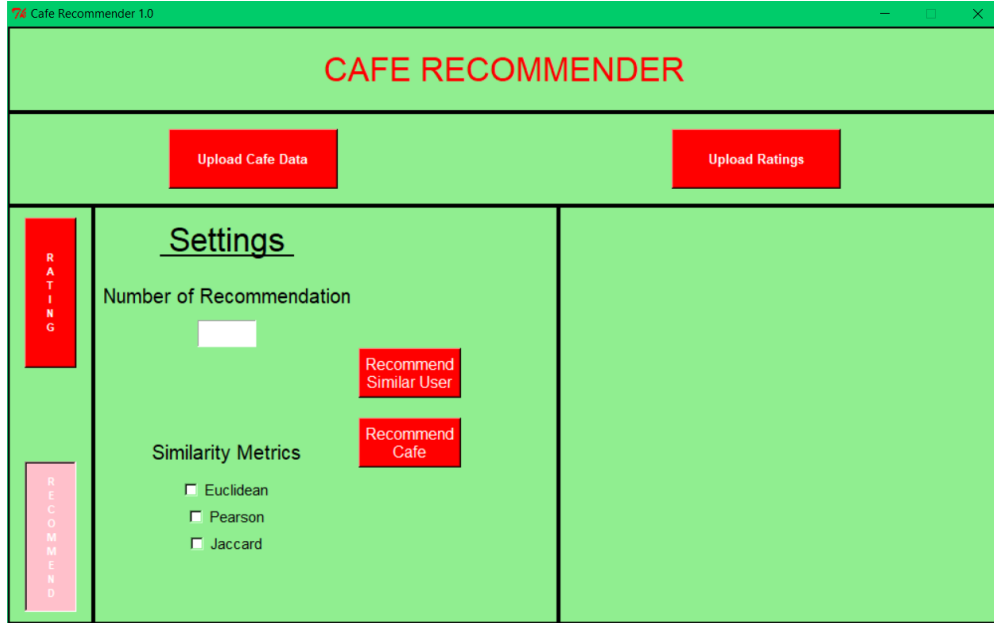 Cafe Recommender 1.0
CAFE RECOMMENDER
Upload Cafe Data
Upload Ratings
R
A
T
I
N
G
Settings
Number of Recommendation
Recommend
Similar User
Recommend
Cafe
Similarity Metrics
Euclidean
Pearson
Jaccard
R
E
C
O
M
M
E
N
D